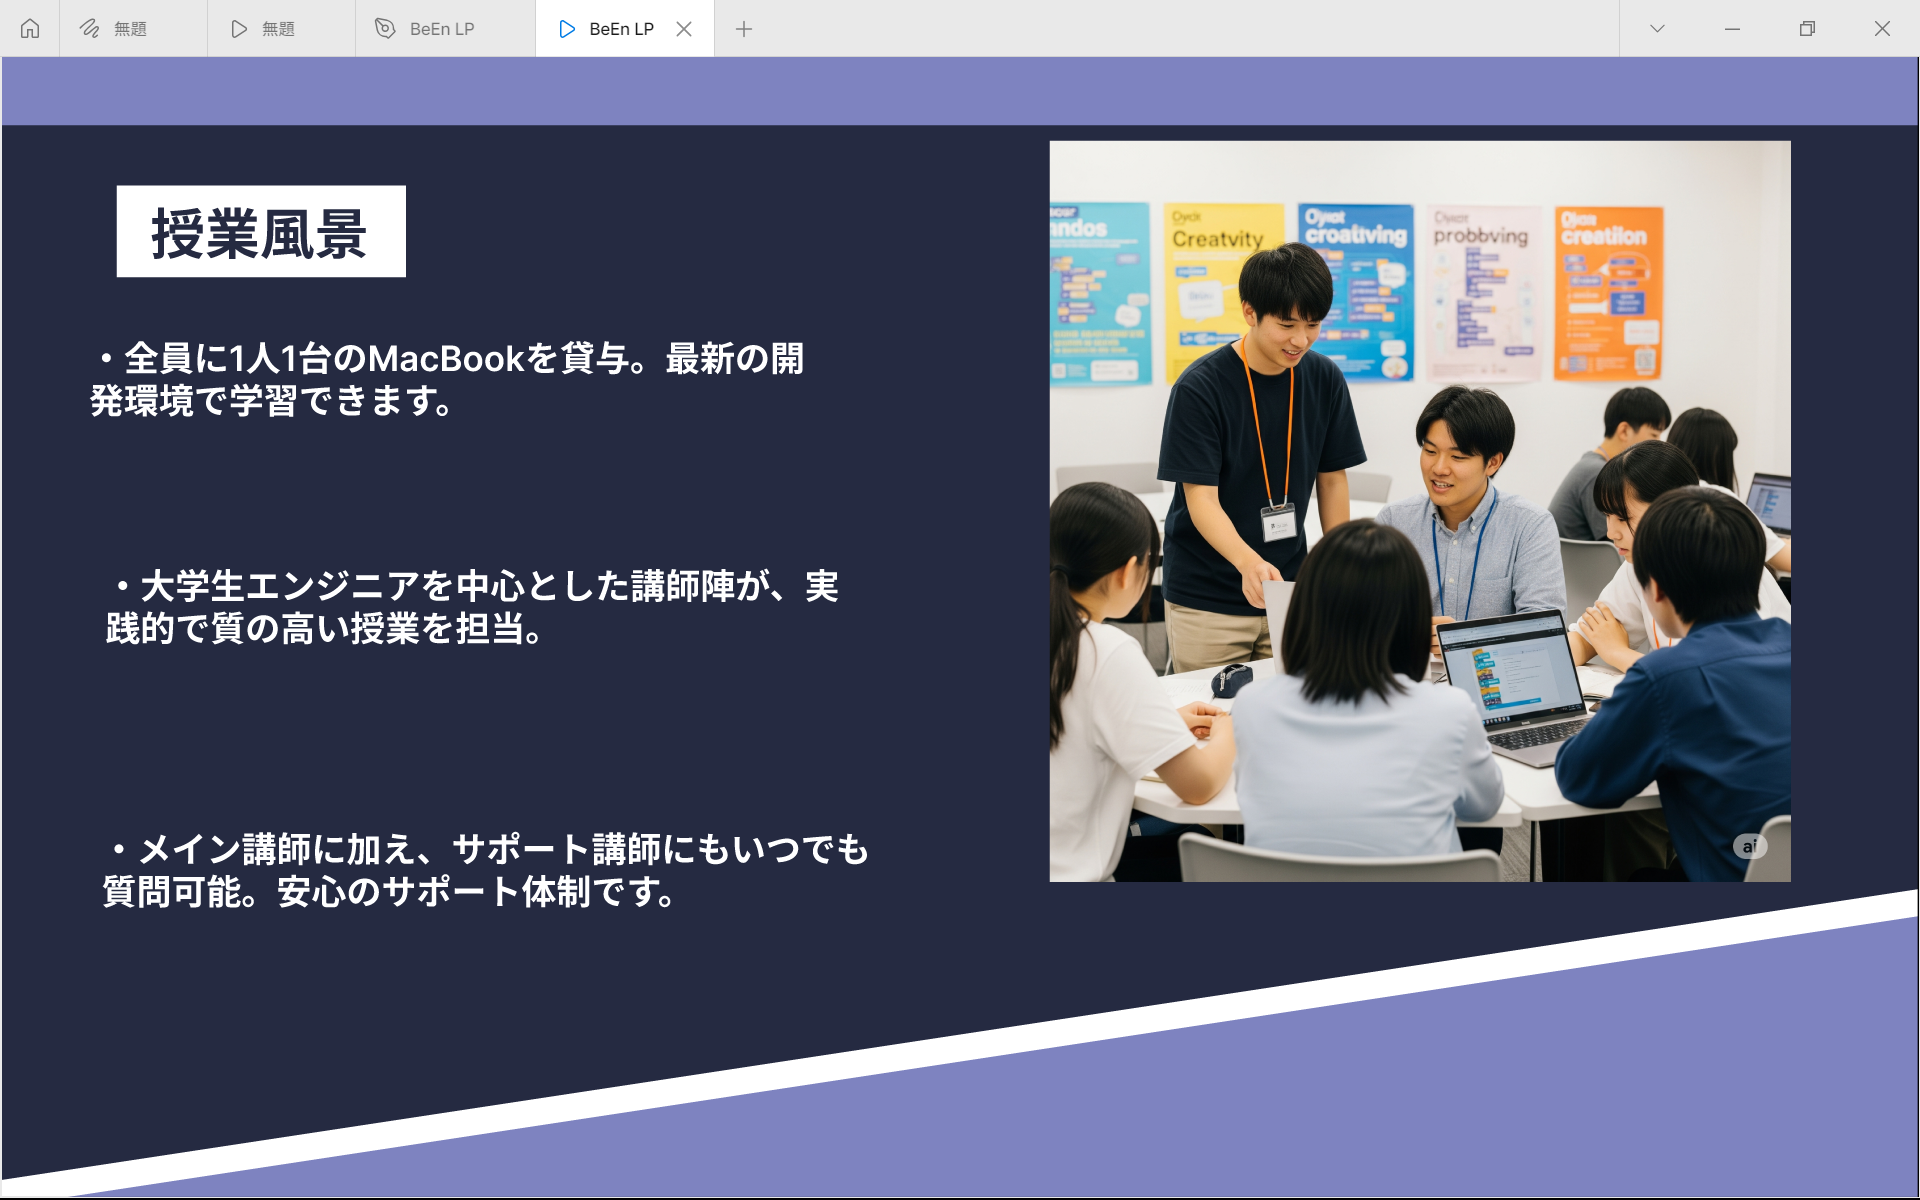 無題
無題
BeEn LP
BeEn LP
授業風景
・全員に1人1台のMacBookを貸与。最新の開
発環境で学習できます。
・大学生エンジニアを中心とした講師陣が、実
践的で質の高い授業を担当。
・メイン講師に加え、サポート講師にもいつでも
質問可能。安心のサポート体制です。
Creatvity
croativing
probbving
creation
ai